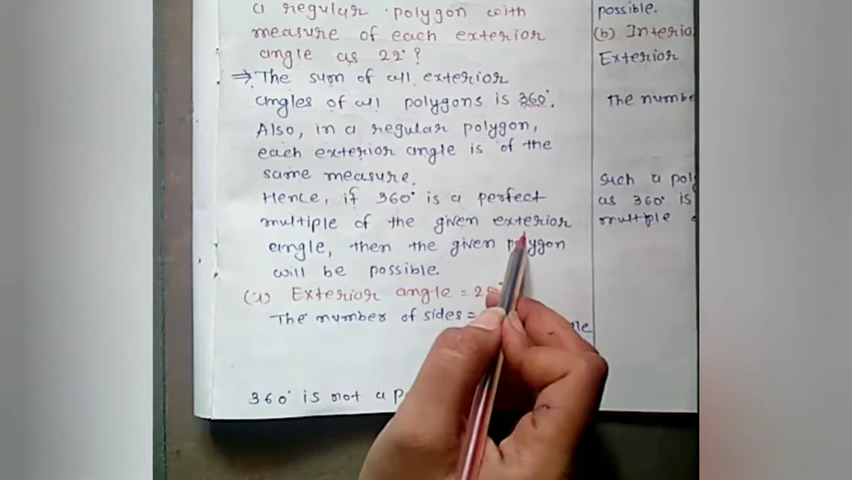 a regular polygon with
measure of each exterior
angle as 22°?
⇒ The sum of all exterior
angles of all polygons is 360°.
Also, in a regular polygon,
each exterior angle is of the
same measure.
Hence, if 360° is a perfect
multiple of the given exterior
angle, then the given polygon
will be possible.
(a) Exterior angle =
The number of sides =
360° is not a
possible.
(b)
Exterior
The
Such a
as 360° is
multiple